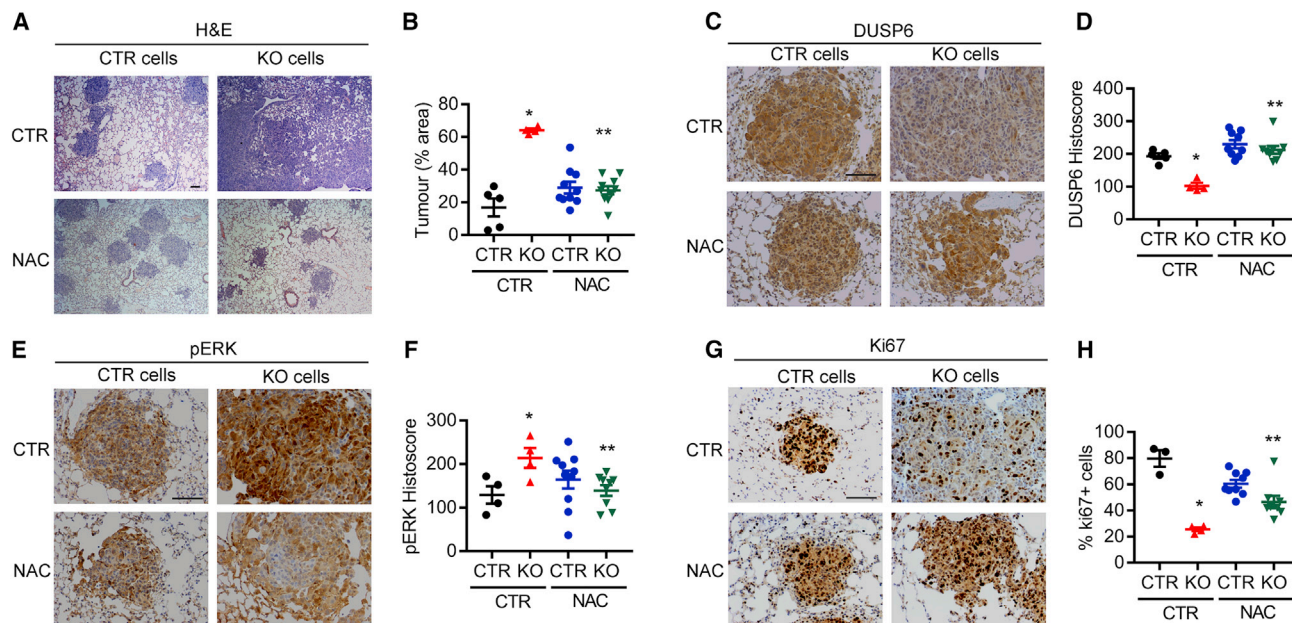 A
H&E
CTR cells KO cells
CTR
NAC
B
Tumour (% area)
80
60
40
20
0
*
**
CTR KO CTR KO
CTR NAC
C
DUSP6
CTR cells KO cells
CTR
NAC
D
DUSP6 Histoscore
400
300
200
100
0
*
**
CTR KO CTR KO
CTR NAC
E
pERK
CTR cells KO cells
CTR
NAC
F
pERK Histoscore
300
200
100
0
*
**
CTR KO CTR KO
CTR NAC
G
Ki67
CTR cells KO cells
CTR
NAC
H
% ki67+ cells
100
80
60
40
20
0
*
**
CTR KO CTR KO
CTR NAC